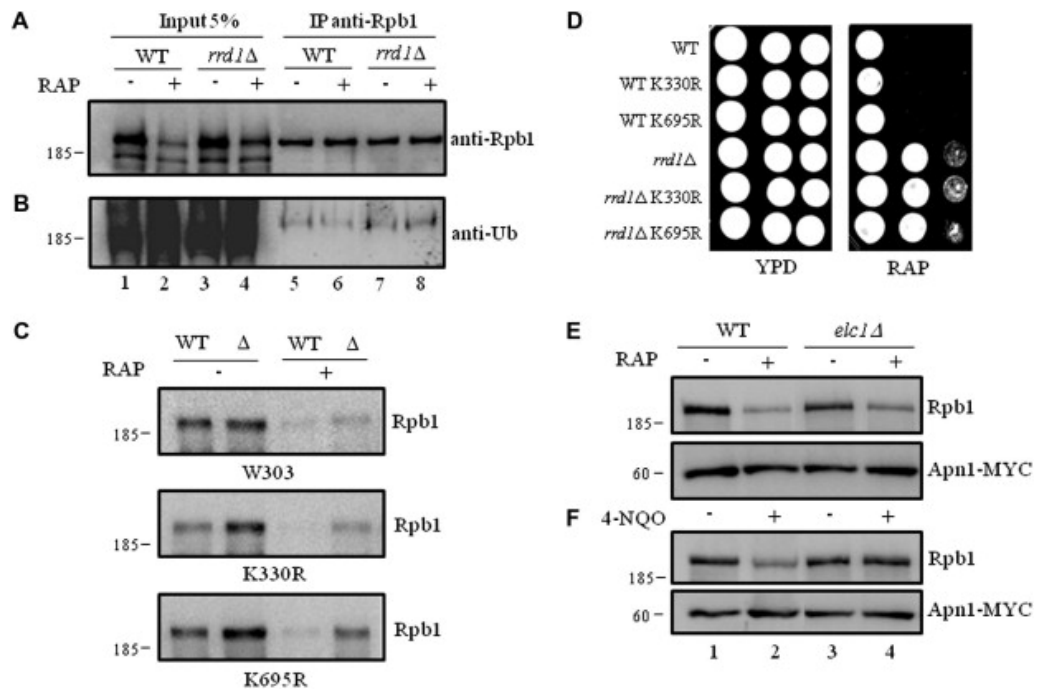 A
Input 5%
IP anti-Rpb1
WT
rrd1Δ
WT
rrd1Δ
RAP
- + - + - + - +
185–
anti-Rpb1
B
185–
anti-Ub
1 2 3 4 5 6 7 8
C
WT Δ WT Δ
RAP
- +
185–
Rpb1
W303
185–
Rpb1
K330R
185–
Rpb1
K695R
D
WT
WT K330R
WT K695R
rrd1Δ
rrd1Δ K330R
rrd1Δ K695R
YPD
RAP
E
WT
elc1Δ
RAP
- + - +
185–
Rpb1
60 –
Apn1-MYC
F
4-NQO
- + - +
185–
Rpb1
60 –
Apn1-MYC
1 2 3 4